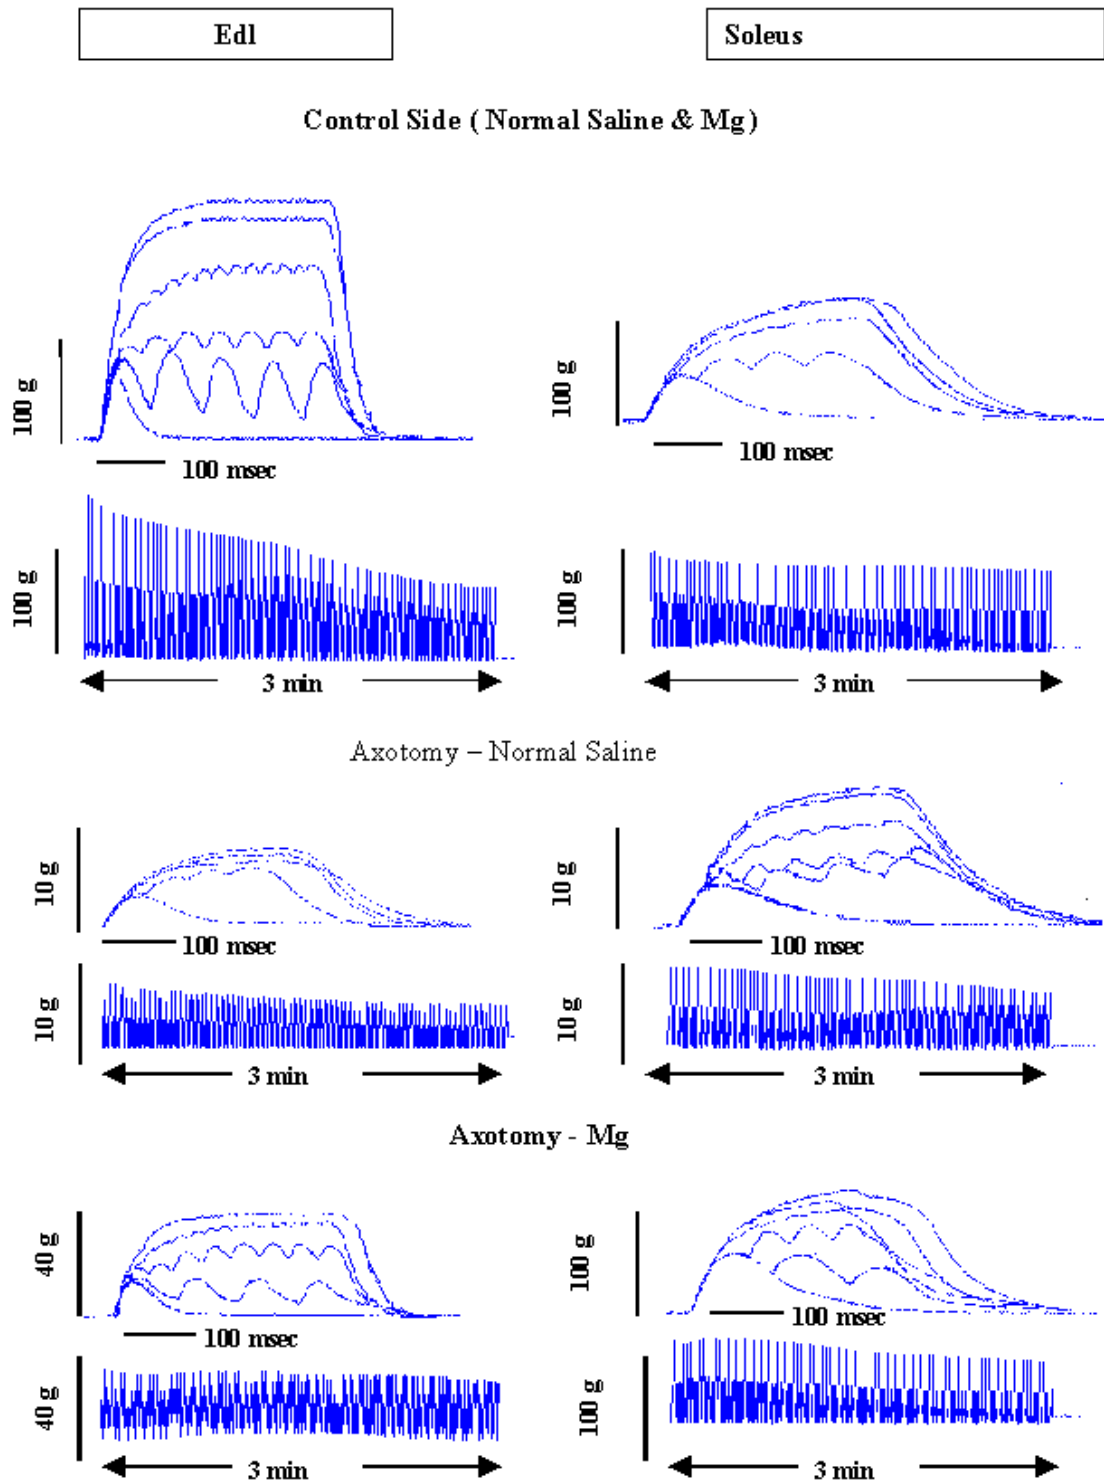 Edl
Soleus
Control Side ( Normal Saline & Mg)
100 g
100 g
100 msec
100 msec
100 g
100 g
3 min
3 min
Axotomy – Normal Saline
10 g
10 g
100 msec
100 msec
10 g
10 g
3 min
3 min
Axotomy - Mg
40 g
100 g
100 msec
100 msec
40 g
100 g
3 min
3 min